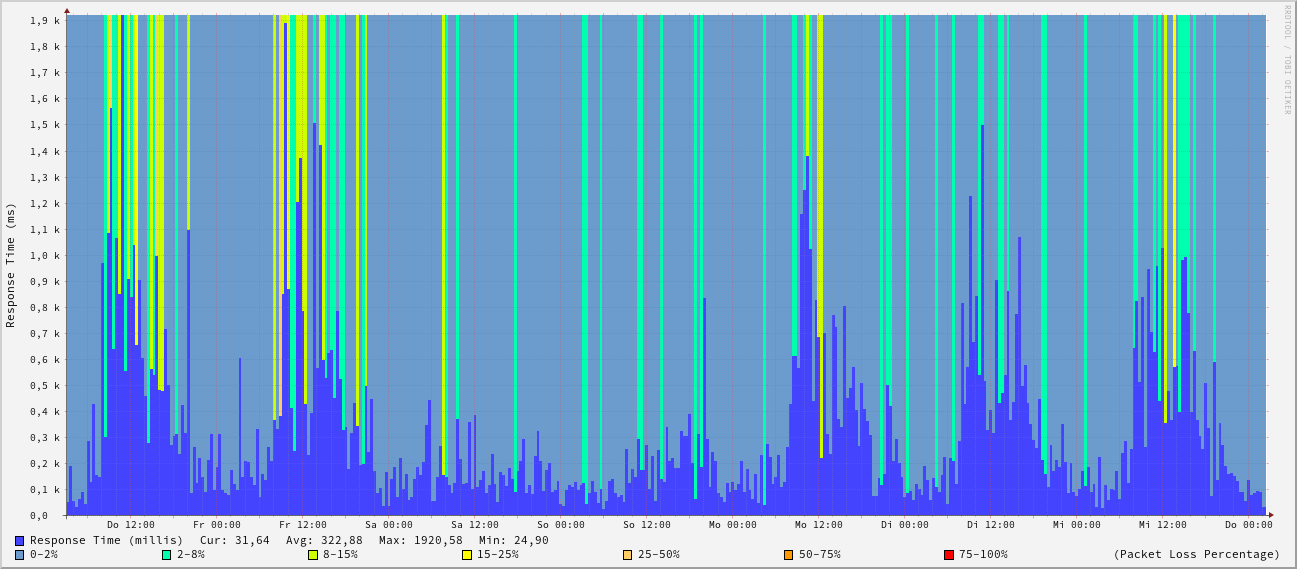 RRDTOOL / TOBI OETIKER
Response Time (ms)
1,9 k
1,8 k
1,7 k
1,6 k
1,5 k
1,4 k
1,3 k
1,2 k
1,1 k
1,0 k
0,9 k
0,8 k
0,7 k
0,6 k
0,5 k
0,4 k
0,3 k
0,2 k
0,1 k
0,0
Do 12:00 Fr 00:00 Fr 12:00 Sa 00:00 Sa 12:00 So 00:00 So 12:00 Mo 00:00 Mo 12:00 Di 00:00 Di 12:00 Mi 00:00 Mi 12:00 Do 00:00
Response Time (millis) Cur: 31,64 Avg: 322,88 Max: 1920,58 Min: 24,90
0-2% 2-8% 8-15% 15-25% 25-50% 50-75% 75-100% (Packet Loss Percentage)